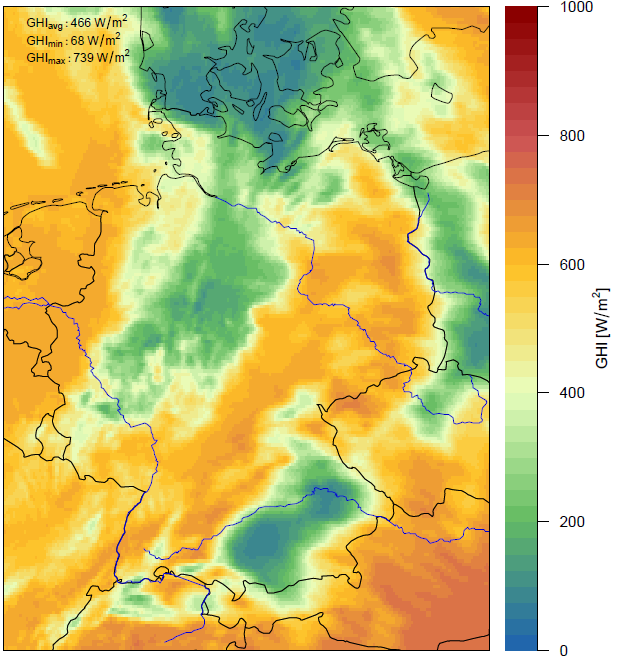 GHIavg : 466 W/m²
GHImin : 68 W/m²
GHImax : 739 W/m²
1000
800
600
400
200
0
GHI [W/m²]